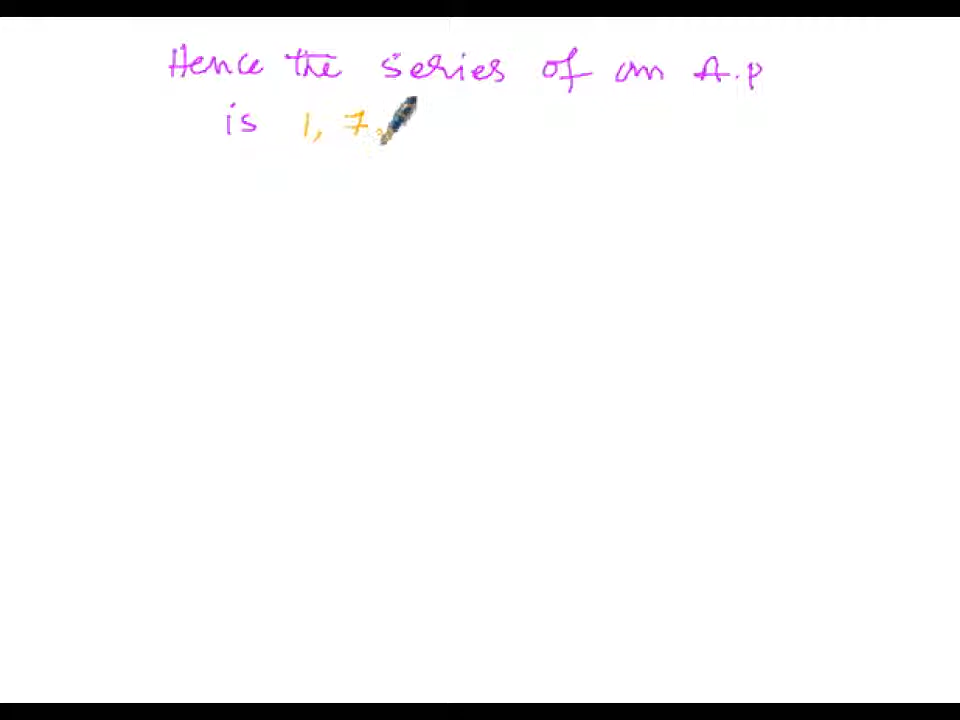 Hence the series of an A.P
is 1, 7,